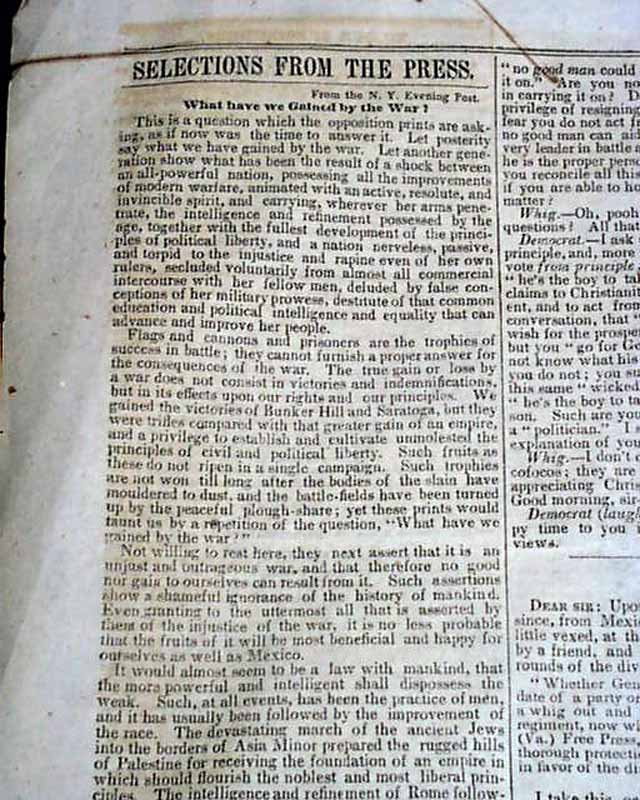 SELECTIONS FROM THE PRESS.
From the N. Y. Evening Post.
What have we Gained by the War?
This is a question which the opposition prints are ask-
ing, as if now was the time to answer it. Let posterity
say what we have gained by the war. Let another gene-
ration show what has been the result of a shock between
an all-powerful nation, possessing all the improvements
of modern warfare, animated with an active, resolute, and
invincible spirit, and carrying, wherever her arms pene-
trate, the intelligence and refinement possessed by the
age, together with the fullest development of the princi-
ples of political liberty, and a nation nerveless, passive,
and torpid to the injustice and rapine even of her own
rulers, secluded voluntarily from almost all commercial
intercourse with her fellow men, deluded by false con-
ceptions of her military prowess, destitute of that common
education and political intelligence and equality that can
advance and improve her people.
Flags and cannons and prisoners are the trophies of
success in battle; they cannot furnish a proper answer for
the consequences of the war. The true gain or loss by
a war does not consist in victories and indemnifications,
but in its effects upon our rights and our principles. We
gained the victories of Bunker Hill and Saratoga, but they
were trifles compared with that greater gain of an empire,
and a privilege to establish and cultivate unmolested the
principles of civil and political liberty. Such fruits as
these do not ripen in a single campaign. Such trophies
are not won till long after the bodies of the slain have
mouldered to dust, and the battle-fields have been turned
up by the peaceful plough-share; yet these prints would
taunt us by a repetition of the question, "What have we
gained by the war?"
Not willing to rest here, they next assert that it is an
unjust and outrageous war, and that therefore no good
nor gain to ourselves can result from it. Such assertions
show a shameful ignorance of the history of mankind.
Even granting to the uttermost all that is asserted by
them of the injustice of the war, it is no less probable
that the fruits of it will be most beneficial and happy for
ourselves as well as Mexico.
It would almost seem to be a law with mankind, that
the more powerful and intelligent shall dispossess the
weak. Such, at all events, has been the practice of men,
and it has usually been followed by the improvement of
the race. The devastating march of the ancient Jews
into the borders of Asia Minor prepared the rugged hills
of Palestine for receiving the foundation of an empire in
which should flourish the noblest and most liberal prin-
ciples. The intelligence and refinement of Rome follow-
"no good man could
it on." Are you no
in carrying it on? D
privilege of resigning
fear you do not act f
no good man can as
very leader in battle a
he is the proper pers
you reconcile all this
if you are able to h
matter?
Whig.—Oh, pooh
questions? All that
Democrat.—I ask
principle, and, more
vote from principle
"he's the boy to ta
claims to Christianit
ent, and to act from
conversation, that "
wish for the prosper
but you "go for Ge
not know what his
you do not; you su
this same "wicked
"he's the boy to ta
son. Such are yo
a "politician." I s
explanation of you
Whig.—I don't
cofocos; they are
appreciating Chris
Good morning, sir-
Democrat (laugh
py time to you i
views.
DEAR SIR: Upo
since, from Mexic
little vexed, at th
by a friend, and
rounds of the div
"Whether Gen
date of a party or
a whig out and
regiment, now wi
(Va.) Free Press,
thorough protectio
in favor of the di
I take this